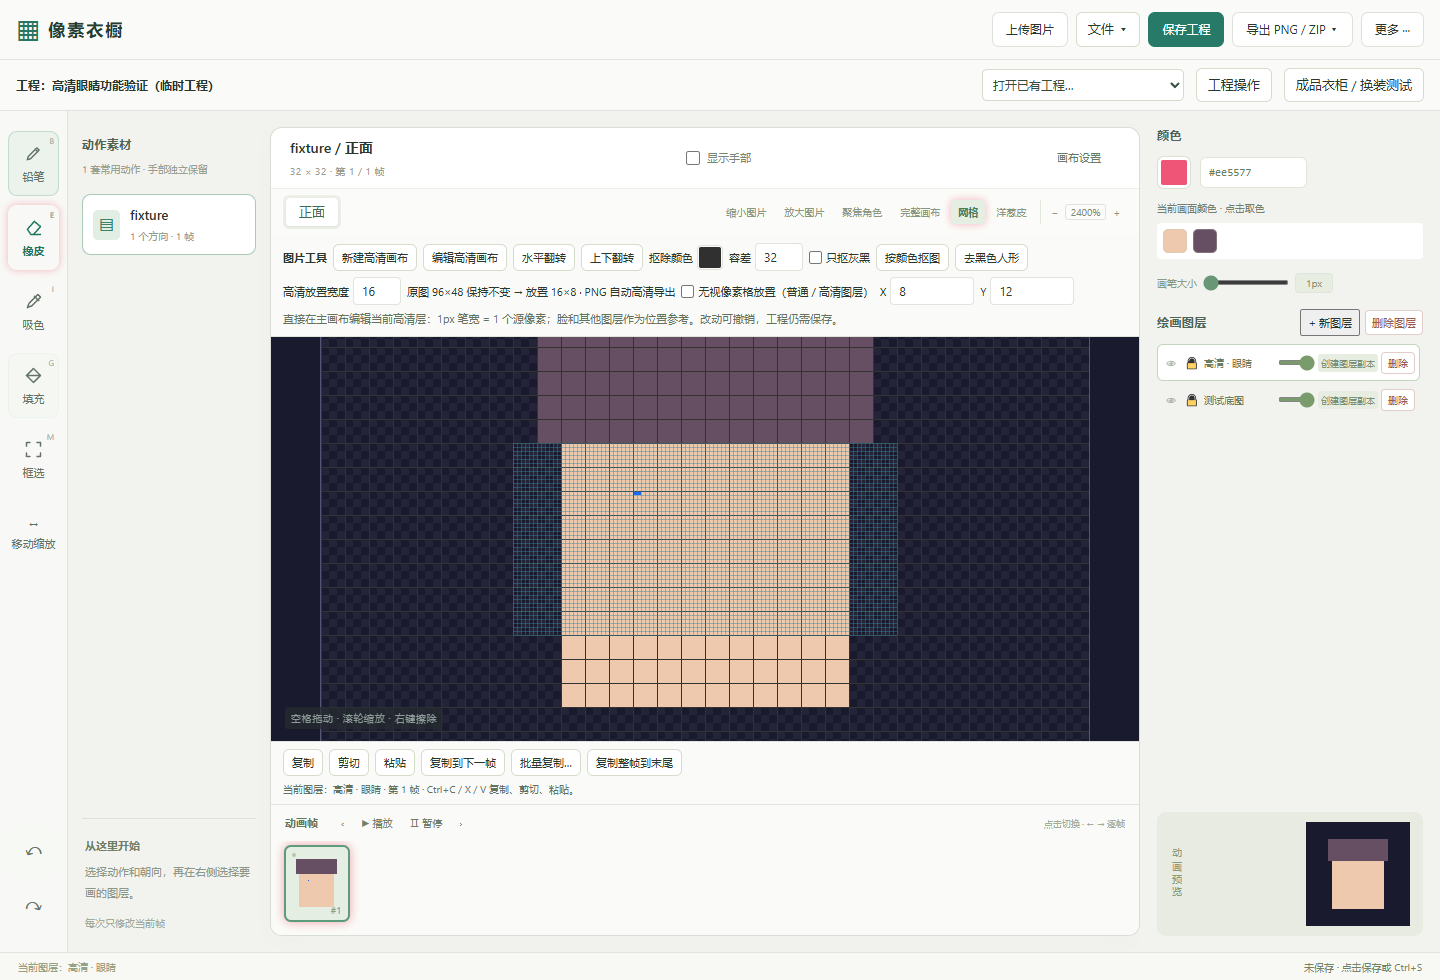 像素衣橱
上传图片
文件 ▾
保存工程
导出 PNG / ZIP ▾
更多 ···
工程：高清眼睛功能验证（临时工程）
打开已有工程...
工程操作
成品衣柜 / 换装测试
B
铅笔
E
橡皮
I
吸色
G
填充
M
框选
↔
移动缩放
动作素材
1 套常用动作 · 手部独立保留
fixture
1 个方向 · 1 帧
从这里开始
选择动作和朝向，再在右侧选择要
画的图层。
每次只修改当前帧
fixture / 正面
32 × 32 · 第 1 / 1 帧
显示手部
画布设置
正面
缩小图片
放大图片
聚焦角色
完整画布
网格
洋葱皮
− 2400% +
图片工具
新建高清画布
编辑高清画布
水平翻转
上下翻转
抠除颜色
容差 32
只抠灰黑
按颜色抠图
去黑色人形
高清放置宽度 16
原图 96×48 保持不变 → 放置 16×8 · PNG 自动高清导出
无视像素格放置（普通 / 高清图层）
X 8
Y 12
直接在主画布编辑当前高清层：1px 笔宽 = 1 个源像素；脸和其他图层作为位置参考。改动可撤销，工程仍需保存。
空格拖动 · 滚轮缩放 · 右键擦除
复制
剪切
粘贴
复制到下一帧
批量复制...
复制整帧到末尾
当前图层：高清 · 眼睛 · 第 1 帧 · Ctrl+C / X / V 复制、剪切、粘贴。
动画帧
‹
▶ 播放
⏸ 暂停
›
点击切换 · ← → 逐帧
#1
颜色
#ee5577
当前画面颜色 · 点击取色
画笔大小
1px
绘画图层
+ 新图层
删除图层
高清 · 眼睛
创建图层副本
删除
测试底图
创建图层副本
删除
动
画
预
览
当前图层：高清 · 眼睛
未保存 · 点击保存或 Ctrl+S